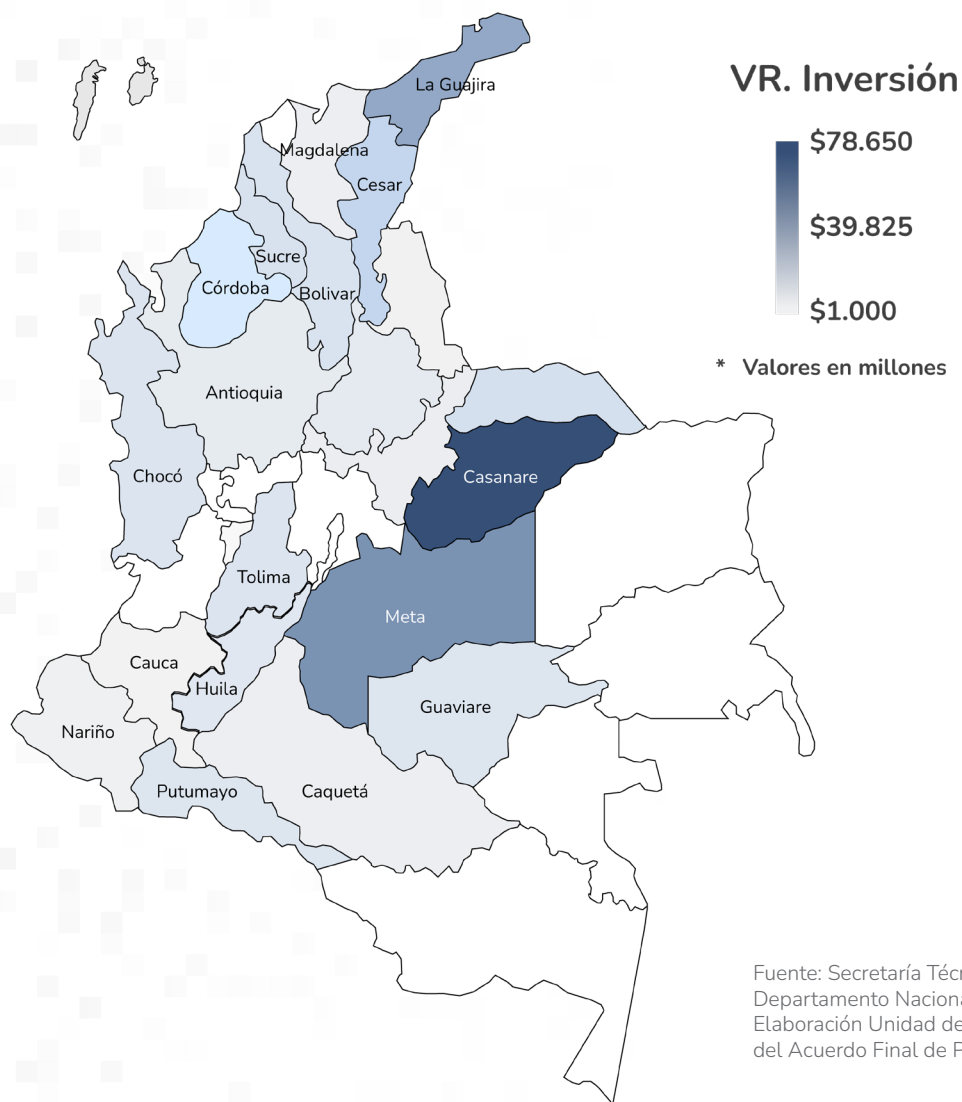 La Guajira
VR. Inversión
Magdalena
$78.650
Cesar
$39.825
Sucre
Córdoba
Bolivar
$1.000
* Valores en millones
Antioquia
Chocó
Casanare
Tolima
Meta
Cauca
Huila
Guaviare
Nariño
Putumayo
Caquetá
Fuente: Secretaría
Departamento
Elaboración Unidad de
del Acuerdo Final de